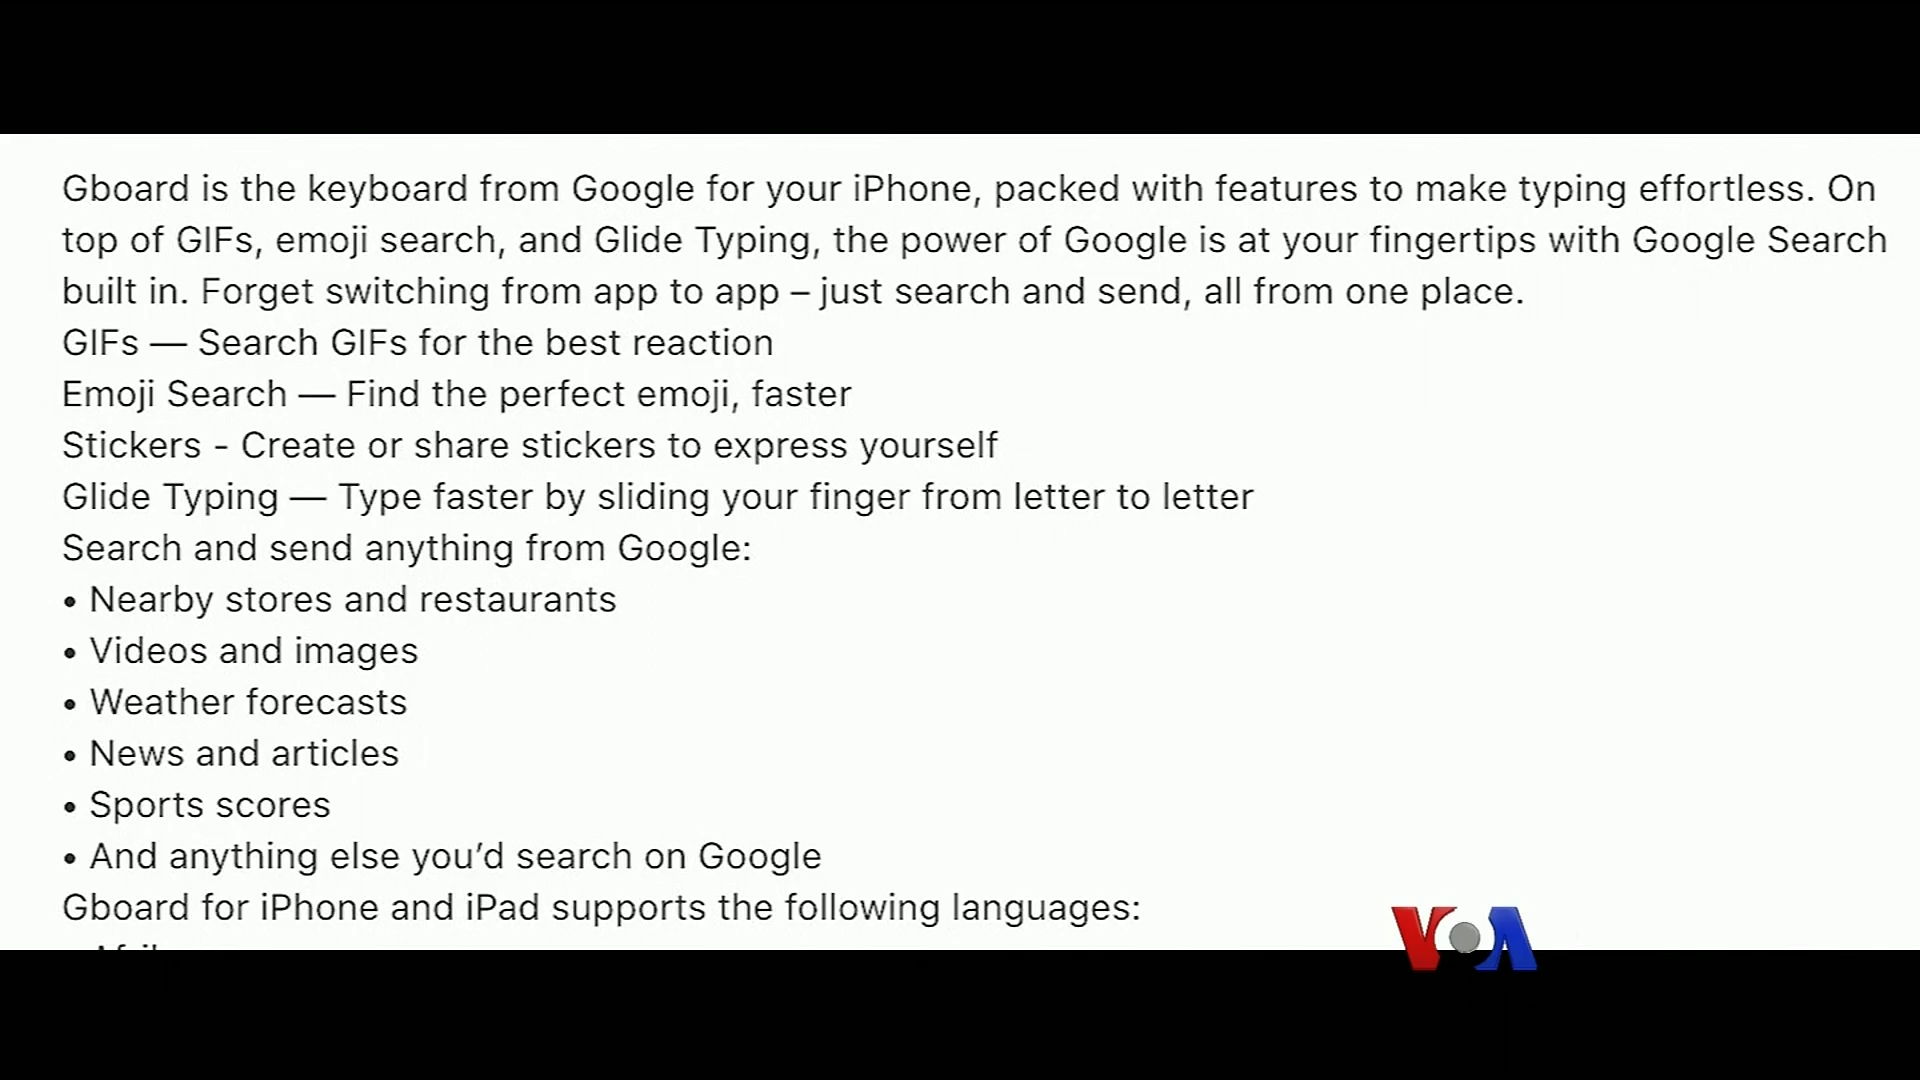 Gboard is the keyboard from Google for your iPhone, packed with features to make typing effortless. On
top of GIFs, emoji search, and Glide Typing, the power of Google is at your fingertips with Google Search
built in. Forget switching from app to app – just search and send, all from one place.
GIFs — Search GIFs for the best reaction
Emoji Search — Find the perfect emoji, faster
Stickers - Create or share stickers to express yourself
Glide Typing — Type faster by sliding your finger from letter to letter
Search and send anything from Google:
• Nearby stores and restaurants
• Videos and images
• Weather forecasts
• News and articles
• Sports scores
• And anything else you’d search on Google
Gboard for iPhone and iPad supports the following languages:
VOA